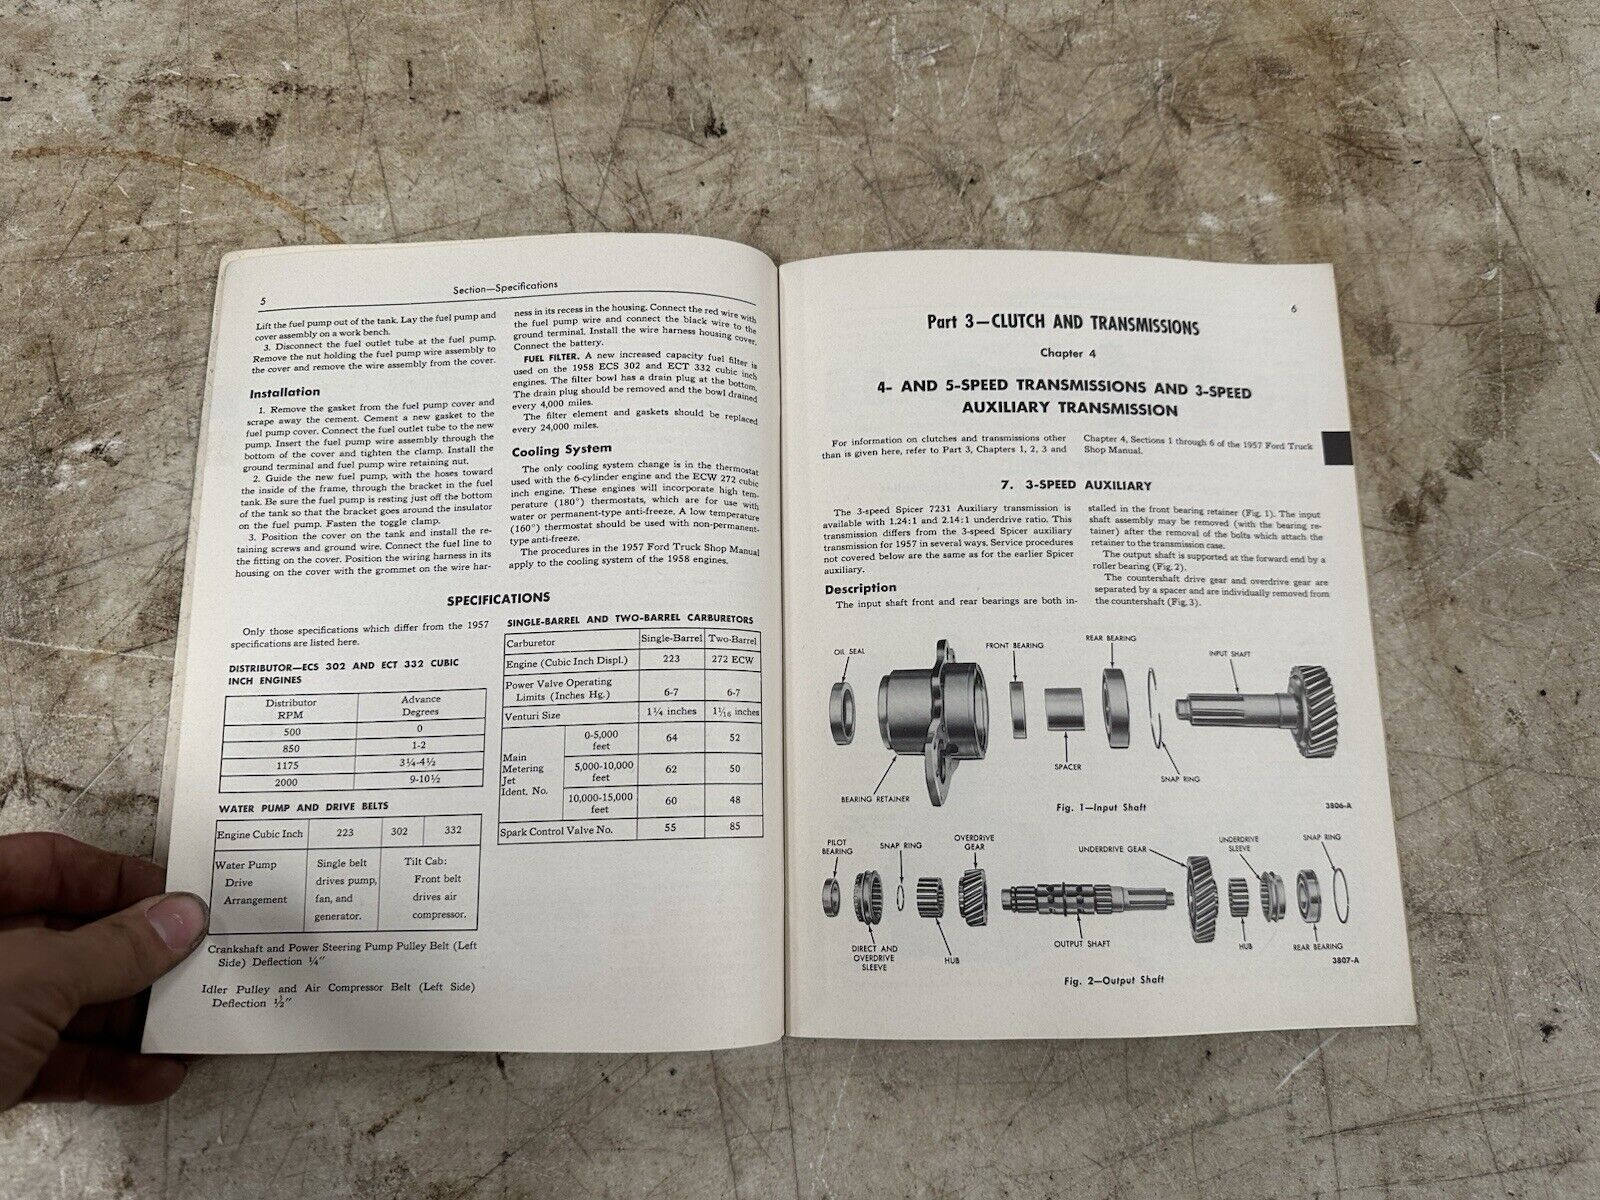 5
Section—Specifications
Lift the fuel pump out of the tank. Lay the fuel pump and
cover assembly on a work bench.
3. Disconnect the fuel outlet tube at the fuel pump.
Remove the nut holding the fuel pump wire assembly to
the cover and remove the wire assembly from the cover.
Installation
1. Remove the gasket from the fuel pump cover and
scrape away the cement. Cement a new gasket to the
fuel pump cover. Connect the fuel outlet tube to the new
pump. Insert the fuel pump wire assembly through the
bottom of the cover and tighten the clamp. Install the
ground terminal and fuel pump wire retaining nut.
2. Guide the new fuel pump, with the hoses toward
the inside of the frame, through the bracket in the fuel
tank. Be sure the fuel pump is resting just off the bottom
of the tank so that the bracket goes around the insulator
on the fuel pump. Fasten the toggle clamp.
3. Position the cover on the tank and install the re-
taining screws and ground wire. Connect the fuel line to
the fitting on the cover. Position the wiring harness in its
housing on the cover with the grommet on the wire har-
ness in its recess in the housing. Connect the red wire with
the fuel pump wire and connect the black wire to the
ground terminal. Install the wire harness housing cover.
Connect the battery.
FUEL FILTER. A new increased capacity fuel filter is
used on the 1958 ECS 302 and ECT 332 cubic inch
engines. The filter bowl has a drain plug at the bottom.
The drain plug should be removed and the bowl drained
every 4,000 miles.
The filter element and gaskets should be replaced
every 24,000 miles.
Cooling System
The only cooling system change is in the thermostat
used with the 6-cylinder engine and the ECW 272 cubic
inch engine. These engines will incorporate high tem-
perature (180°) thermostats, which are for use with
water or permanent-type anti-freeze. A low temperature
(160°) thermostat should be used with non-permanent-
type anti-freeze.
The procedures in the 1957 Ford Truck Shop Manual
apply to the cooling system of the 1958 engines.
SPECIFICATIONS
Only those specifications which differ from the 1957
specifications are listed here.
DISTRIBUTOR—ECS 302 AND ECT 332 CUBIC
INCH ENGINES
Distributor RPM Advance Degrees
500 0
850 1-2
1175 3¼-4½
2000 9-10½
WATER PUMP AND DRIVE BELTS
Engine Cubic Inch 223 302 332
Water Pump Single belt Tilt Cab:
Drive drives pump, Front belt
Arrangement fan, and drives air
generator. compressor.
Crankshaft and Power Steering Pump Pulley Belt (Left
Side) Deflection ¼"
Idler Pulley and Air Compressor Belt (Left Side)
Deflection ½"
SINGLE-BARREL AND TWO-BARREL CARBURETORS
Carburetor Single-Barrel Two-Barrel
Engine (Cubic Inch Displ.) 223 272 ECW
Power Valve Operating
Limits (Inches Hg.) 6-7 6-7
Venturi Size 1¼ inches 1 1/16 inches
Main Metering Jet Ident. No.
0-5,000 feet 64 52
5,000-10,000 feet 62 50
10,000-15,000 feet 60 48
Spark Control Valve No. 55 85
6
Part 3—CLUTCH AND TRANSMISSIONS
Chapter 4
4- AND 5-SPEED TRANSMISSIONS AND 3-SPEED
AUXILIARY TRANSMISSION
For information on clutches and transmissions other
than is given here, refer to Part 3, Chapters 1, 2, 3 and
Chapter 4, Sections 1 through 6 of the 1957 Ford Truck
Shop Manual.
7. 3-SPEED AUXILIARY
The 3-speed Spicer 7231 Auxiliary transmission is
available with 1.24:1 and 2.14:1 underdrive ratio. This
transmission differs from the 3-speed Spicer auxiliary
transmission for 1957 in several ways. Service procedures
not covered below are the same as for the earlier Spicer
auxiliary.
Description
The input shaft front and rear bearings are both in-
stalled in the front bearing retainer (Fig. 1). The input
shaft assembly may be removed (with the bearing re-
tainer) after the removal of the bolts which attach the
retainer to the transmission case.
The output shaft is supported at the forward end by a
roller bearing (Fig. 2).
The countershaft drive gear and overdrive gear are
separated by a spacer and are individually removed from
the countershaft (Fig. 3).
OIL SEAL
FRONT BEARING
REAR BEARING
INPUT SHAFT
SPACER
SNAP RING
BEARING RETAINER
Fig. 1—Input Shaft
3806-A
PILOT
BEARING
SNAP RING
OVERDRIVE
GEAR
UNDERDRIVE GEAR
UNDERDRIVE
SLEEVE
SNAP RING
DIRECT AND
OVERDRIVE
SLEEVE
HUB
OUTPUT SHAFT
HUB
REAR BEARING
3807-A
Fig. 2—Output Shaft